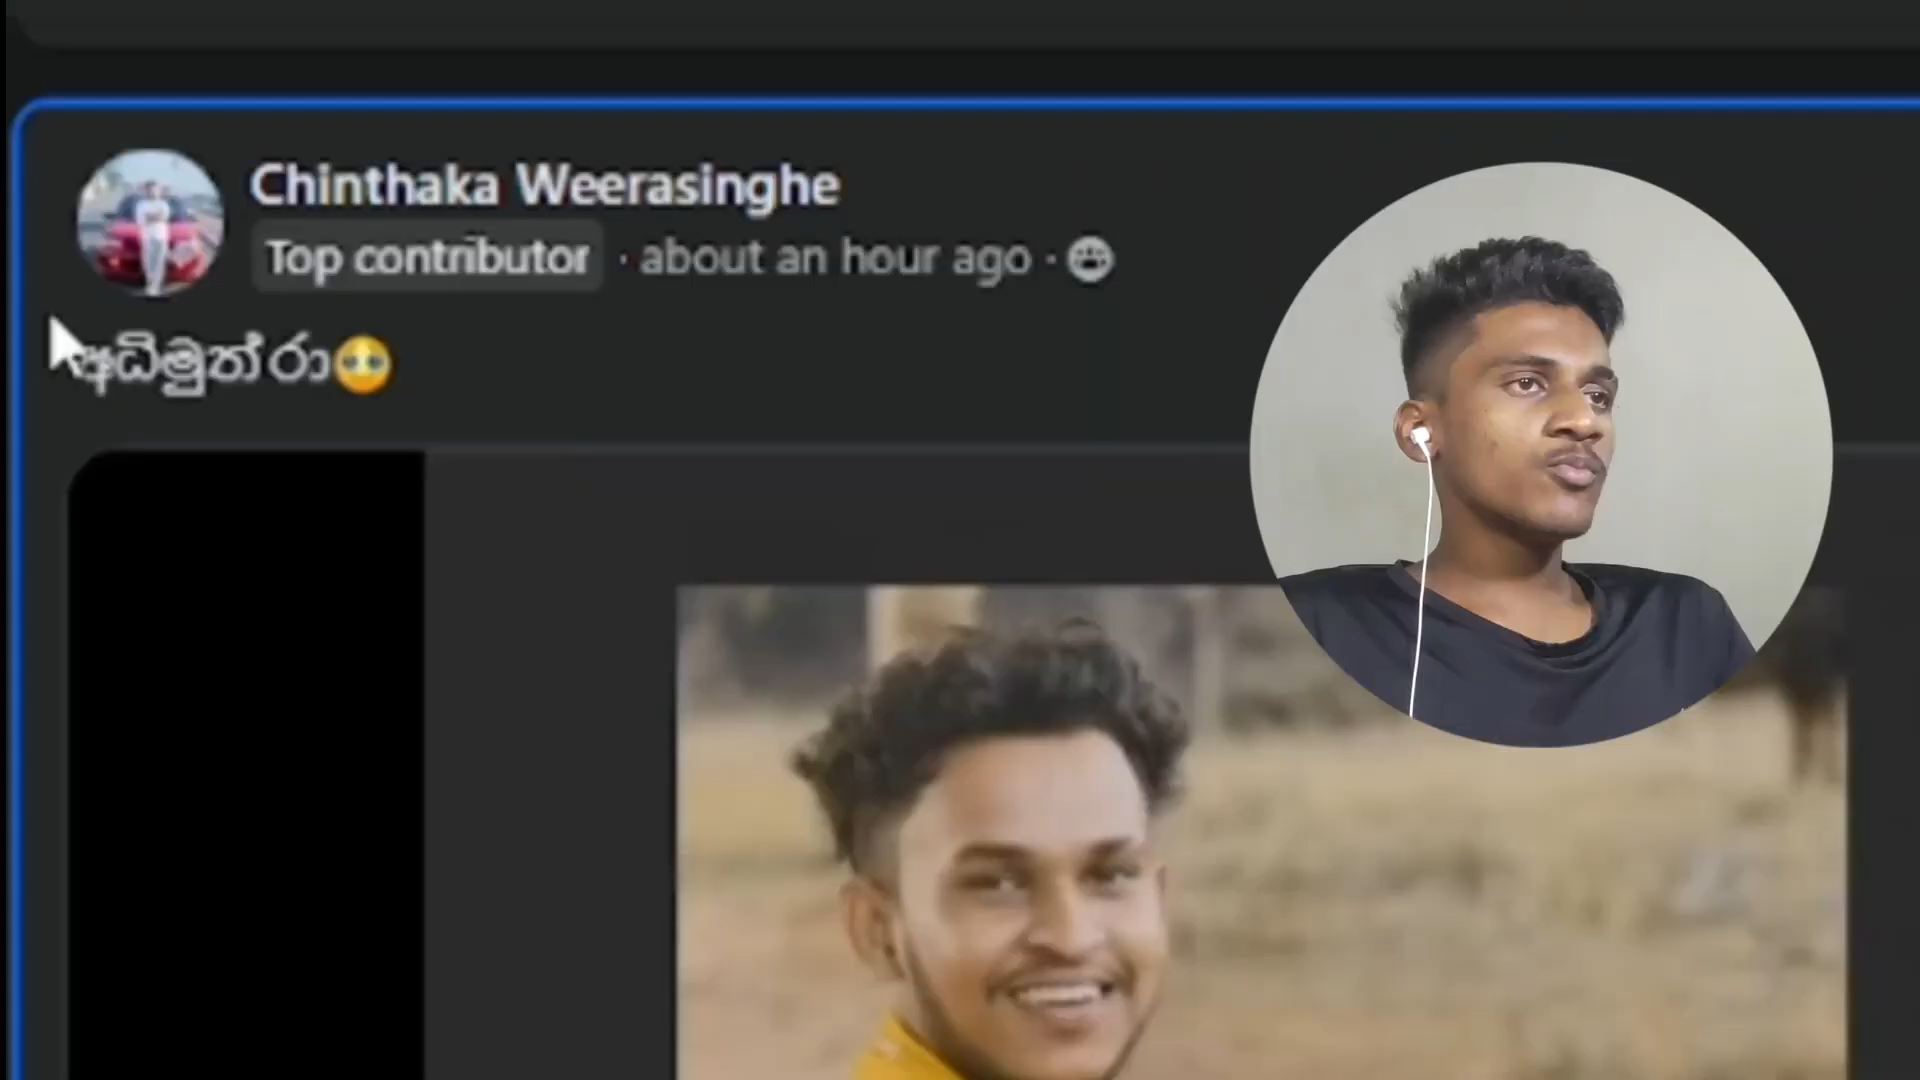 Chinthaka Weerasinghe
Top contributor · about an hour ago ·
අධිමුත්රා🥹